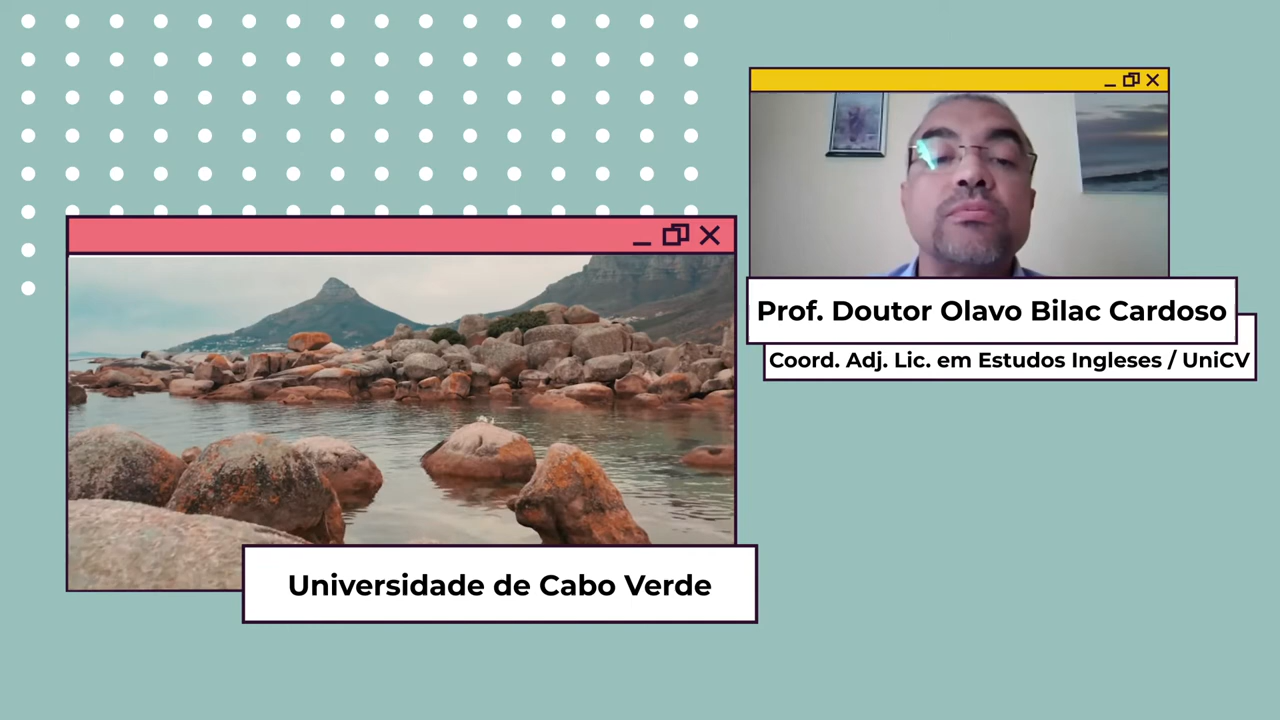 Prof. Doutor Olavo Bilac Cardoso
Coord. Adj. Lic. em Estudos Ingleses / UniCV
Universidade de Cabo Verde